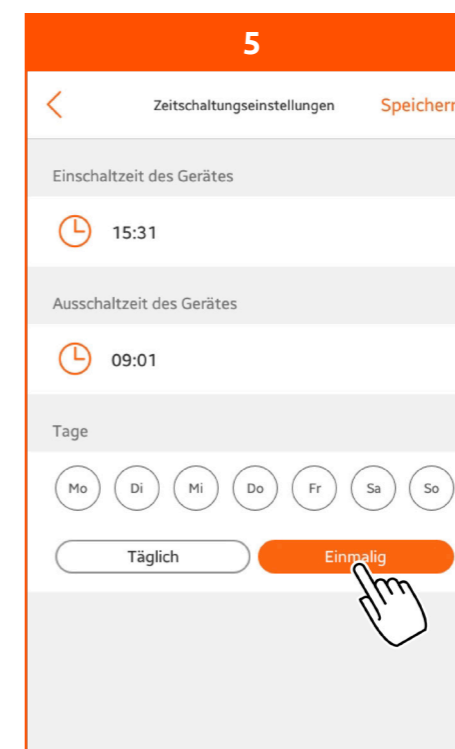 5
Zeitschaltungseinstellungen Speichern
Einschaltzeit des Gerätes
15:31
Ausschaltzeit des Gerätes
09:01
Tage
Mo Di Mi Do Fr Sa So
Täglich Einmalig